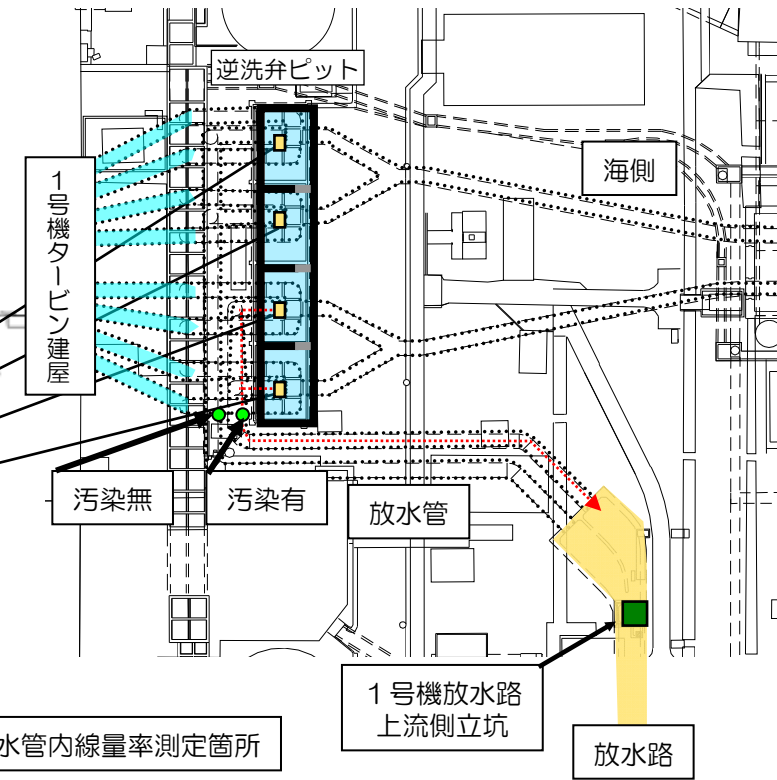 逆洗弁ピット
海側
1号機タービン建屋
汚染無
汚染有
放水管
1号機放水路
上流側立坑
水管内線量率測定箇所
放水路